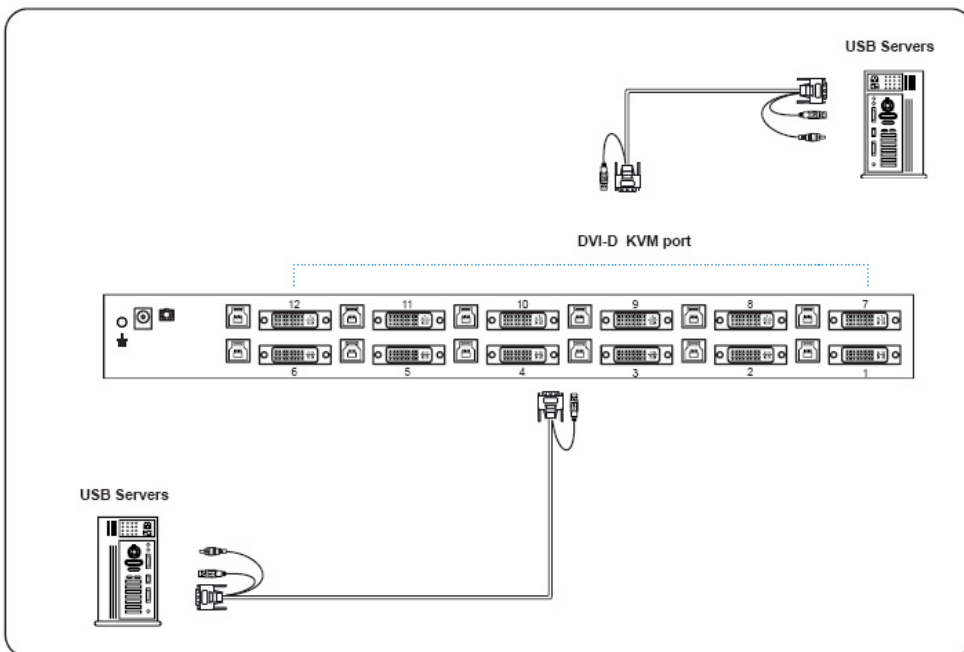 USB Servers
DVI-D KVM port
12 11 10 9 8 7
6 5 4 3 2 1
USB Servers